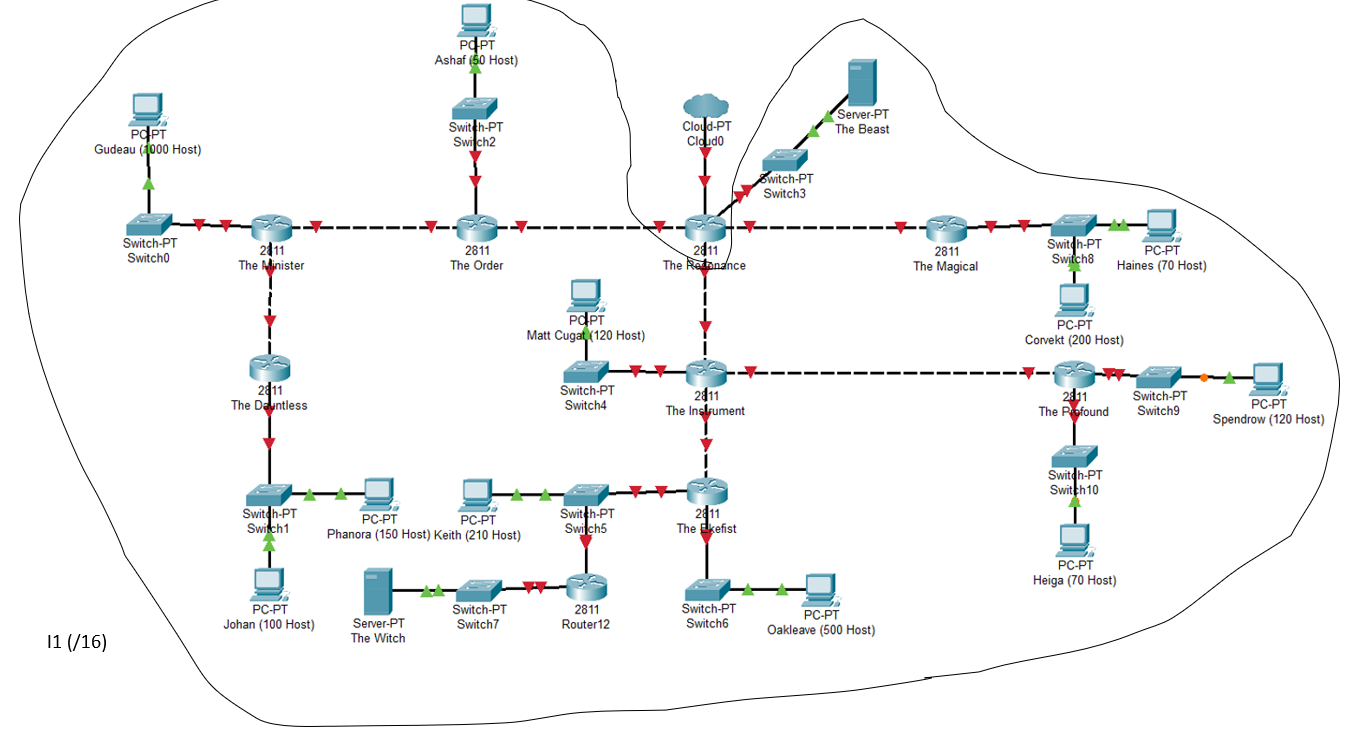 PC-PT
Ashaf (50 Host)
Switch-PT
Switch2
PC-PT
Gudeau (1000 Host)
Switch-PT
Switch0
2811
The Minister
2811
The Order
Cloud-PT
Cloud0
Server-PT
The Beast
Switch-PT
Switch3
2811
The Resonance
2811
The Magical
Switch-PT
Switch8
PC-PT
Haines (70 Host)
PC-PT
Corvekt (200 Host)
PC-PT
Matt Cugat (120 Host)
Switch-PT
Switch4
2811
The Instrument
2811
The Profound
Switch-PT
Switch9
PC-PT
Spendrow (120 Host)
2811
The Dauntless
Switch-PT
Switch10
PC-PT
Heiga (70 Host)
Switch-PT
Switch1
PC-PT
Phanora (150 Host)
PC-PT
Keith (210 Host)
Switch-PT
Switch5
2811
The Ekefist
PC-PT
Johan (100 Host)
Server-PT
The Witch
Switch-PT
Switch7
2811
Router12
Switch-PT
Switch6
PC-PT
Oakleave (500 Host)
I1 (/16)